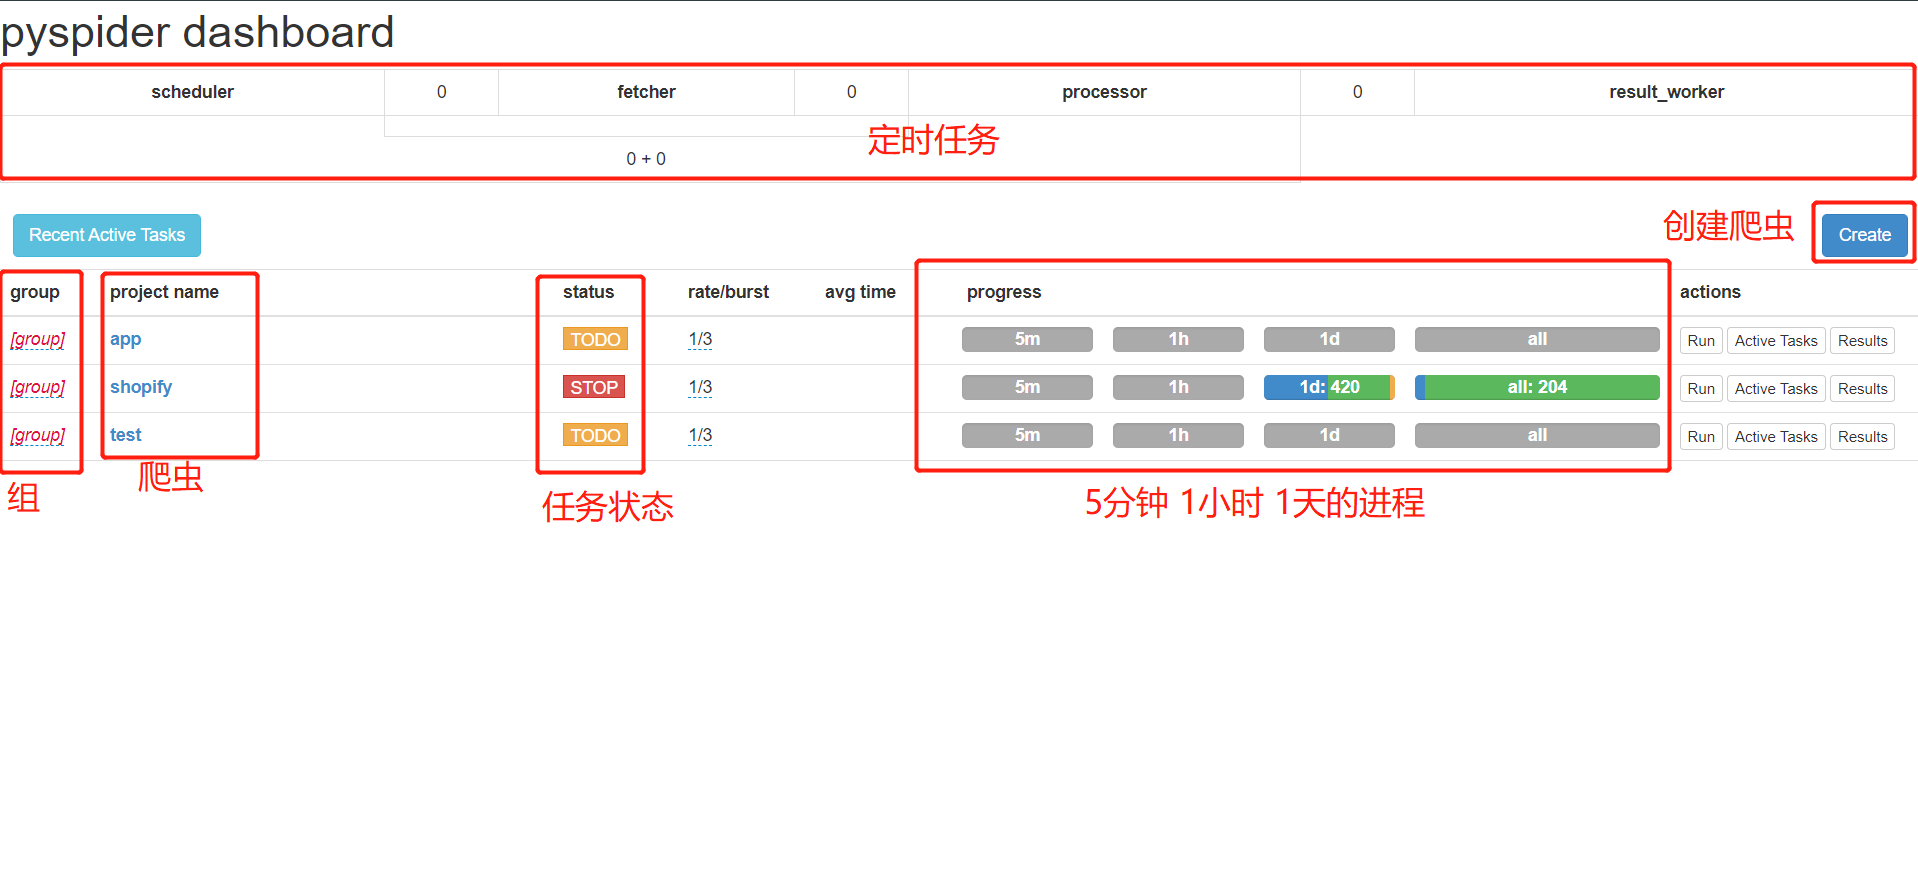 pyspider dashboard
scheduler 0 fetcher 0 processor 0 result_worker
定时任务
0 + 0
Recent Active Tasks
创建爬虫
Create
group project name status rate/burst avg time progress actions
[group] app TODO 1/3 5m 1h 1d all Run Active Tasks Results
[group] shopify STOP 1/3 5m 1h 1d: 420 all: 204 Run Active Tasks Results
[group] test TODO 1/3 5m 1h 1d all Run Active Tasks Results
组
爬虫
任务状态
5分钟 1小时 1天的进程